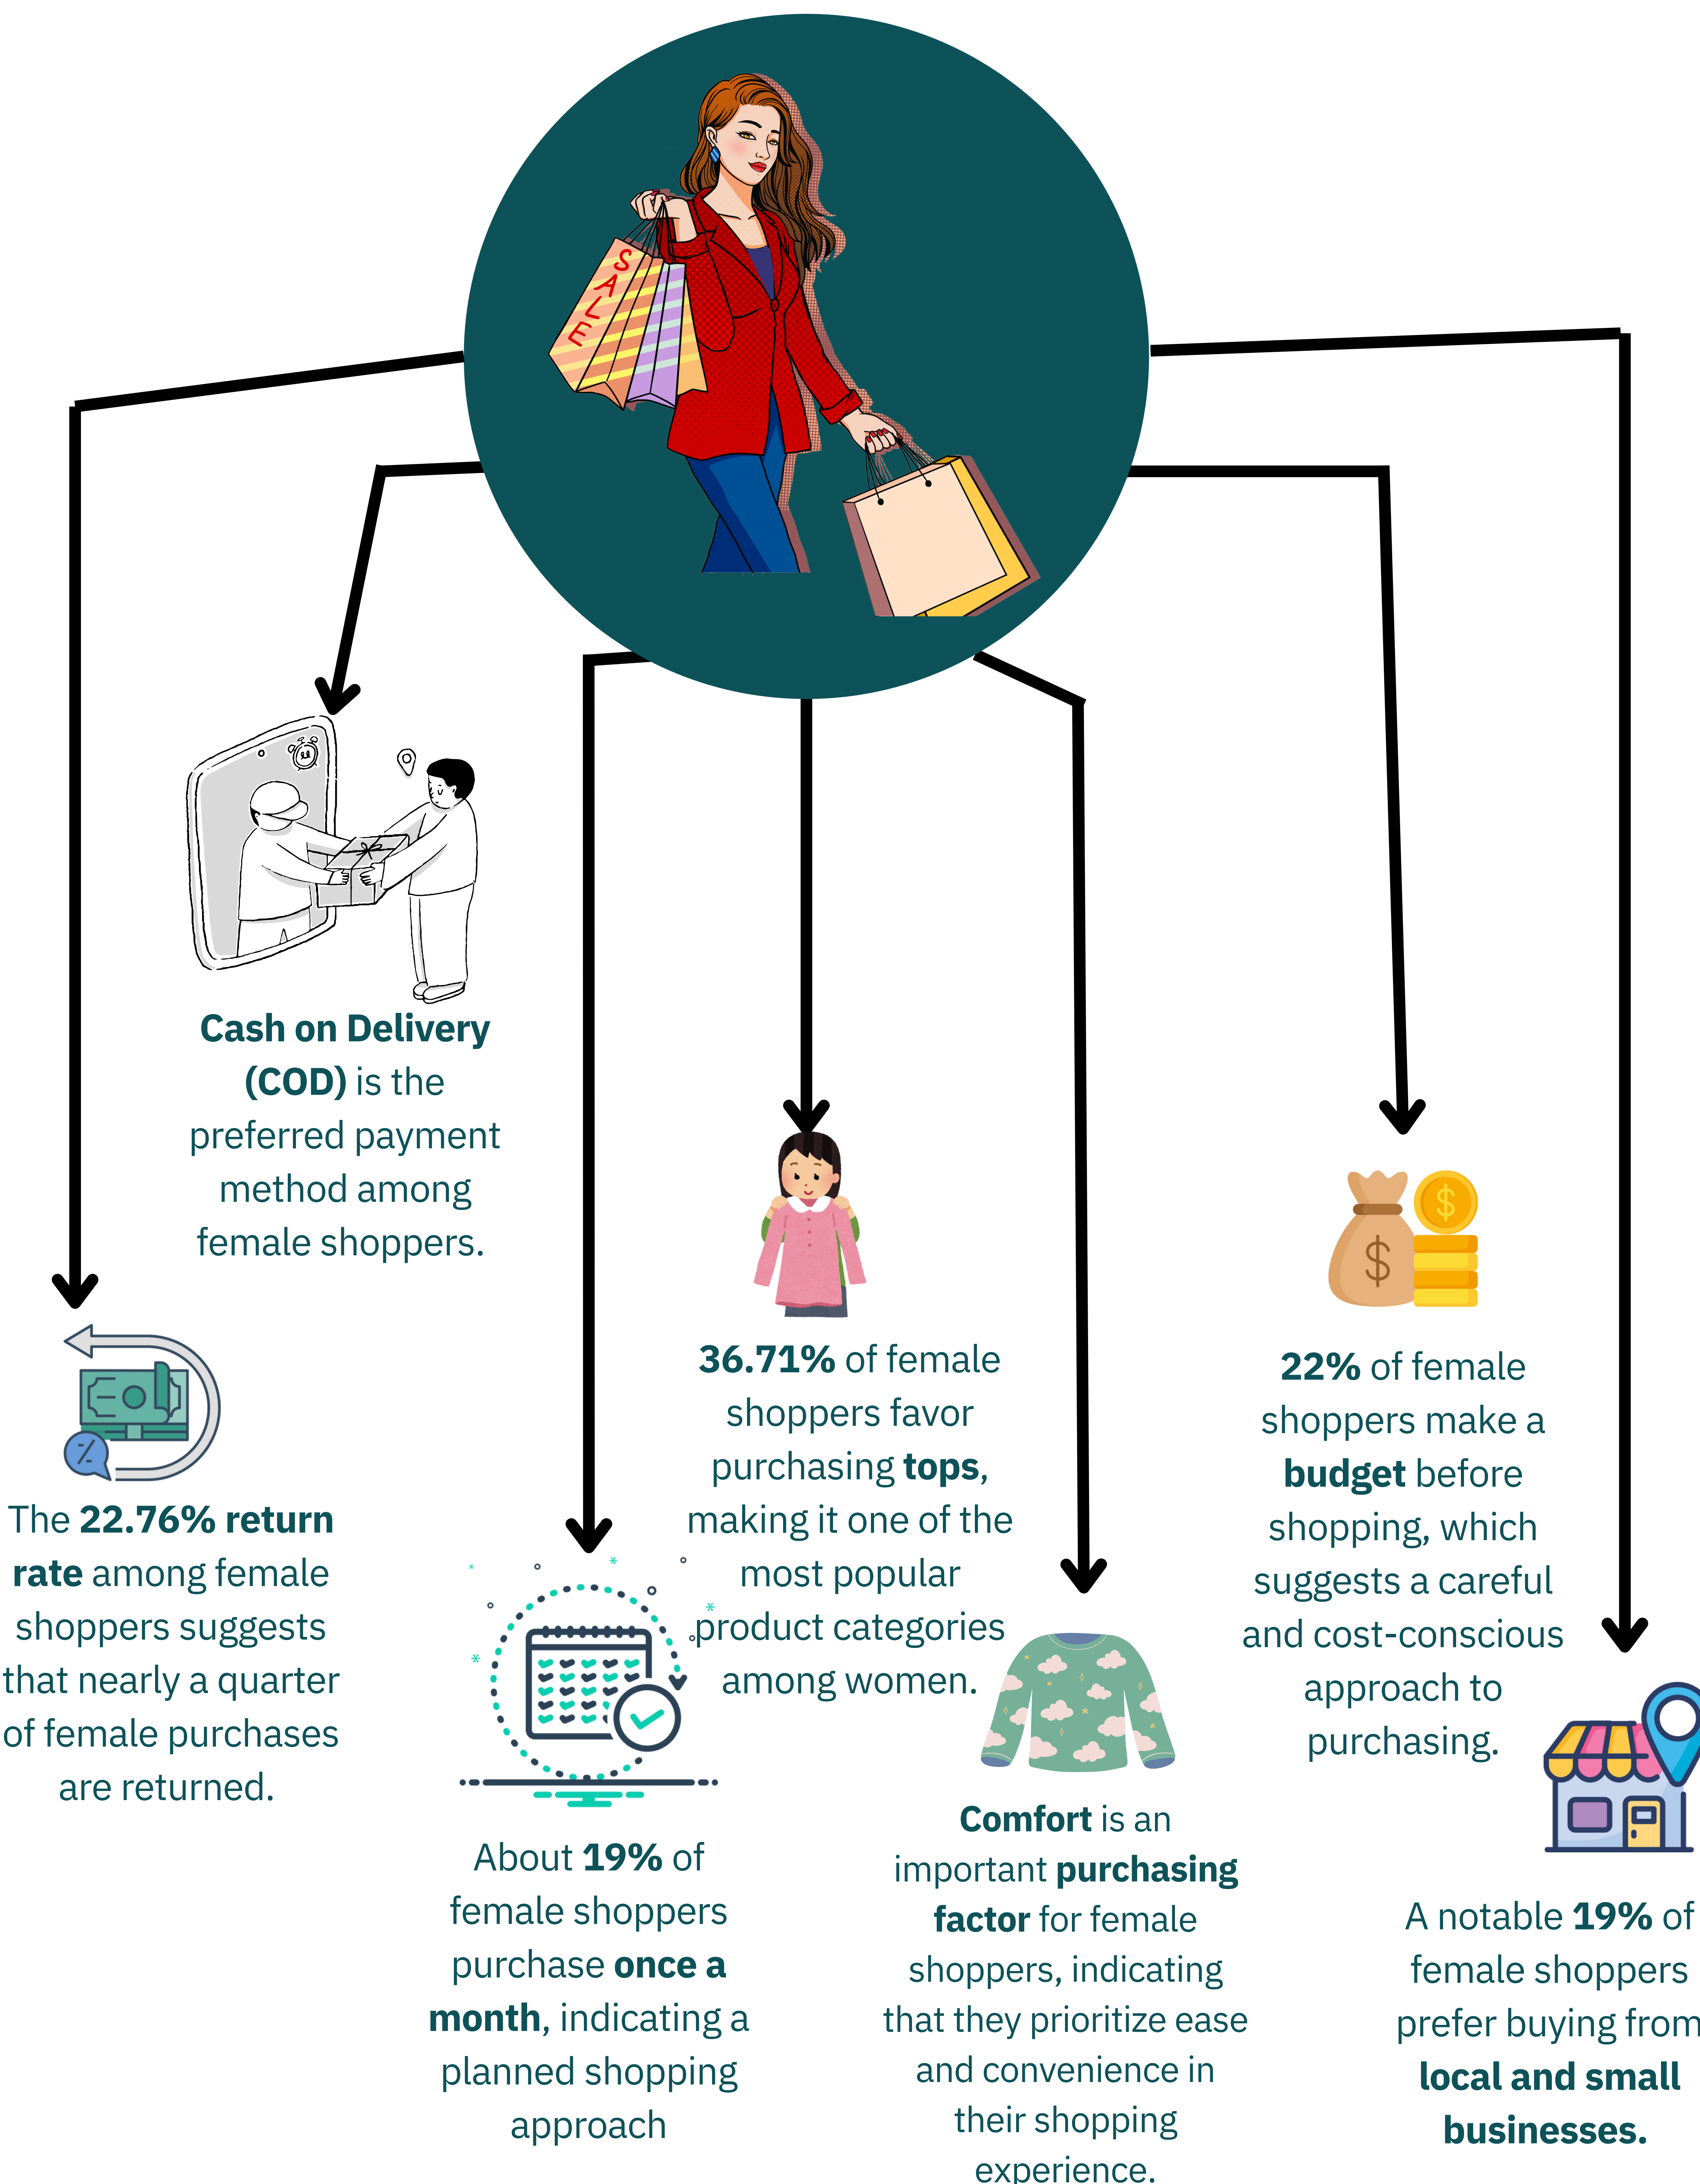 SALE
Cash on Delivery
(COD) is the
preferred payment
method among
female shoppers.
$
$
36.71% of female
shoppers favor
purchasing tops,
making it one of the
most popular
product categories
among women.
22% of female
shoppers make a
budget before
shopping, which
suggests a careful
and cost-conscious
approach to
purchasing.
%
The 22.76% return
rate among female
shoppers suggests
that nearly a quarter
of female purchases
are returned.
About 19% of
female shoppers
purchase once a
month, indicating a
planned shopping
approach
Comfort is an
important purchasing
factor for female
shoppers, indicating
that they prioritize ease
and convenience in
their shopping
experience.
A notable 19% of
female shoppers
prefer buying from
local and small
businesses.